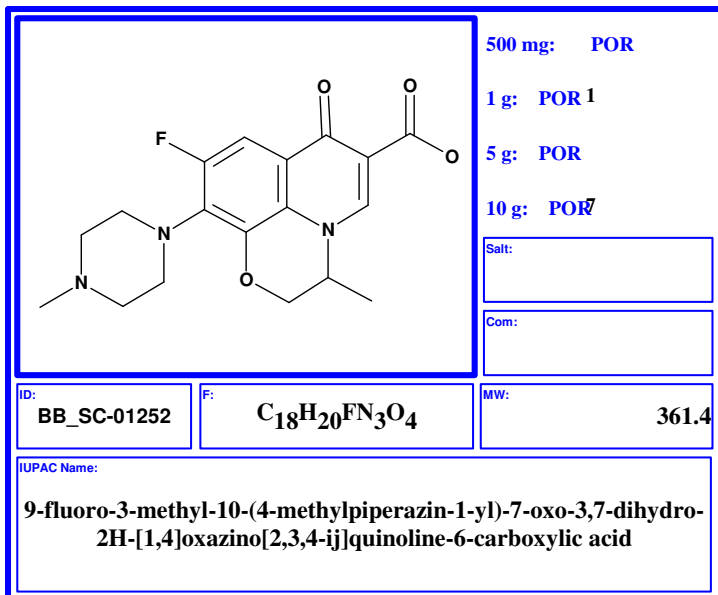 F
O
O
O
N
N
N
O
500 mg: POR
1 g: POR 1
5 g: POR
10 g: POR 7
Salt:
Com:
ID:
BB_SC-01252
F:
C18H20FN3O4
MW:
361.4
IUPAC Name:
9-fluoro-3-methyl-10-(4-methylpiperazin-1-yl)-7-oxo-3,7-dihydro-
2H-[1,4]oxazino[2,3,4-ij]quinoline-6-carboxylic acid